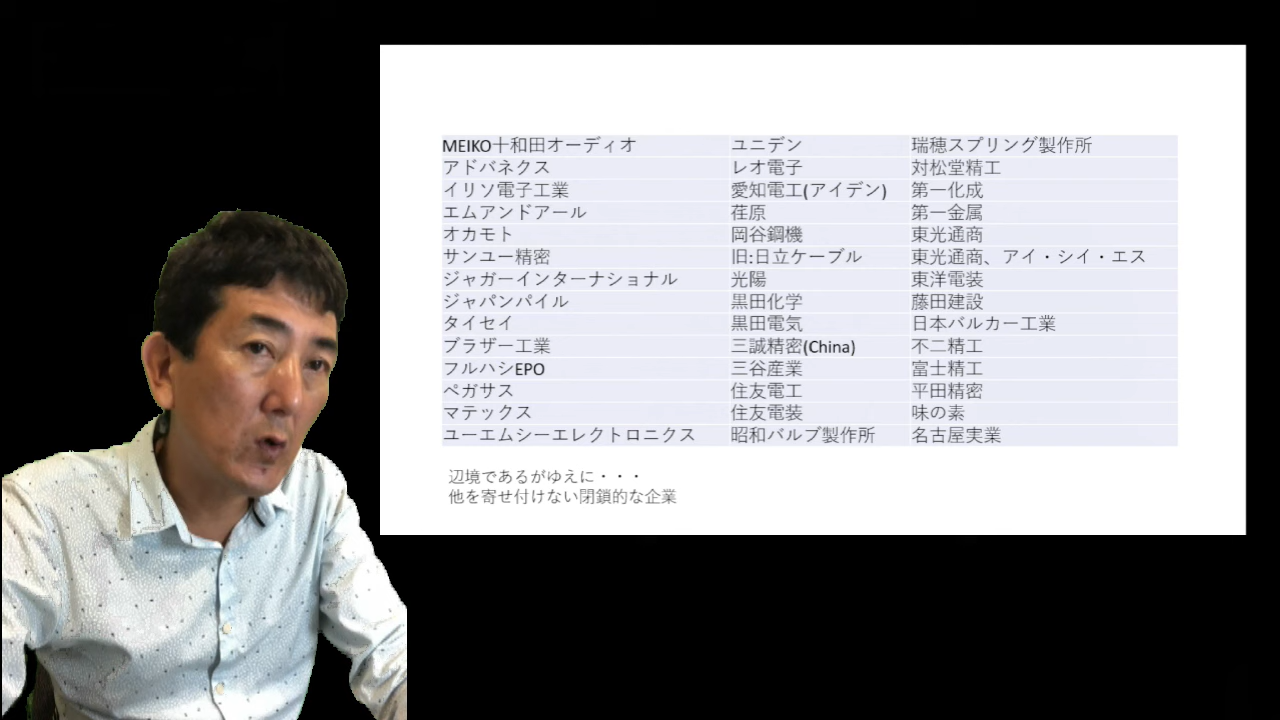 MEIKO十和田オーディオ ユニデン 瑞穂スプリング製作所
アドバネクス レオ電子 対松堂精工
イリソ電子工業 愛知電工(アイデン) 第一化成
エムアンドアール 荏原 第一金属
オカモト 岡谷鋼機 東光通商
サンユー精密 旧:日立ケーブル 東光通商、アイ・シイ・エス
ジャガーインターナショナル 光陽 東洋電装
ジャパンパイル 黒田化学 藤田建設
タイセイ 黒田電気 日本バルカー工業
ブラザー工業 三誠精密(China) 不二精工
フルハシEPO 三谷産業 富士精工
ペガサス 住友電工 平田精密
マテックス 住友電装 味の素
ユーエムシーエレクトロニクス 昭和バルブ製作所 名古屋実業
辺境であるがゆえに・・・
他を寄せ付けない閉鎖的な企業